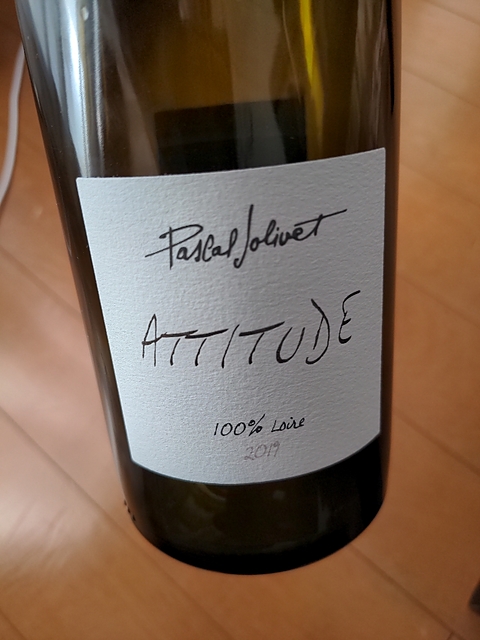 Pascal Jolivet
ATTITUDE
100% Loire
2019